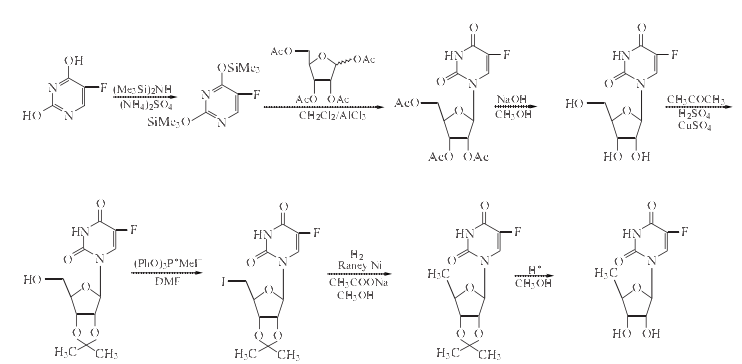 OH
F
N
HO
N
(Me3Si)2NH
(NH4)2SO4
OSiMe3
F
N
SiMe3O
N
AcO
O
OAc
AcO
OAc
CH2Cl2/AlCl3
O
HN
F
O
N
AcO
O
AcO
OAc
NaOH
CH3OH
O
HN
F
O
N
HO
O
HO
OH
CH3COCH3
H2SO4
CuSO4
O
HN
F
O
N
HO
O
O
O
H3C
CH3
(PhO)3P+MeI-
DMF
O
HN
F
O
N
I
O
O
O
H3C
CH3
H2
Raney Ni
CH3COONa
CH3OH
O
HN
F
O
N
CH3
O
O
O
H3C
CH3
H+
CH3OH
O
HN
F
O
N
CH3
O
HO
OH